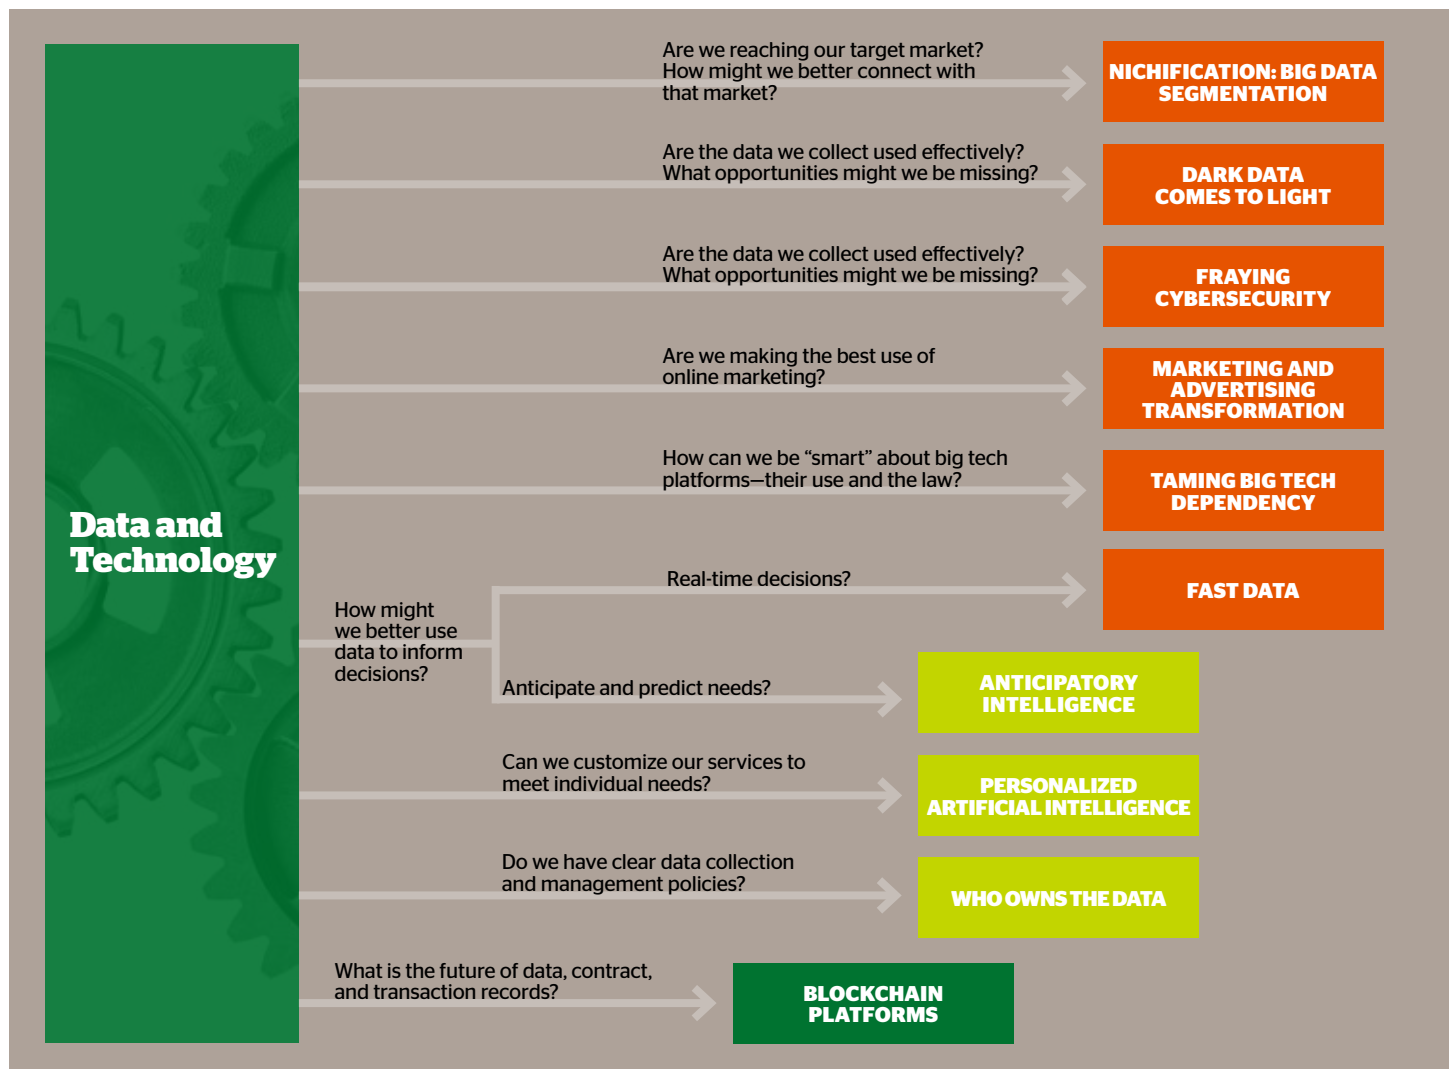 Are we reaching our target market?
How might we better connect with
that market?
NICHIFICATION: BIG DATA
SEGMENTATION
Are the data we collect used effectively?
What opportunities might we be missing?
DARK DATA
COMES TO LIGHT
Are the data we collect used effectively?
What opportunities might we be missing?
FRAYING
CYBERSECURITY
Are we making the best use of
online marketing?
MARKETING AND
ADVERTISING
TRANSFORMATION
How can we be “smart” about big tech
platforms—their use and the law?
TAMING BIG TECH
DEPENDENCY
Data and
Technology
How might
we better use
data to inform
decisions?
Real-time decisions?
FAST DATA
Anticipate and predict needs?
ANTICIPATORY
INTELLIGENCE
Can we customize our services to
meet individual needs?
PERSONALIZED
ARTIFICIAL INTELLIGENCE
Do we have clear data collection
and management policies?
WHO OWNS THE DATA
What is the future of data, contract,
and transaction records?
BLOCKCHAIN
PLATFORMS